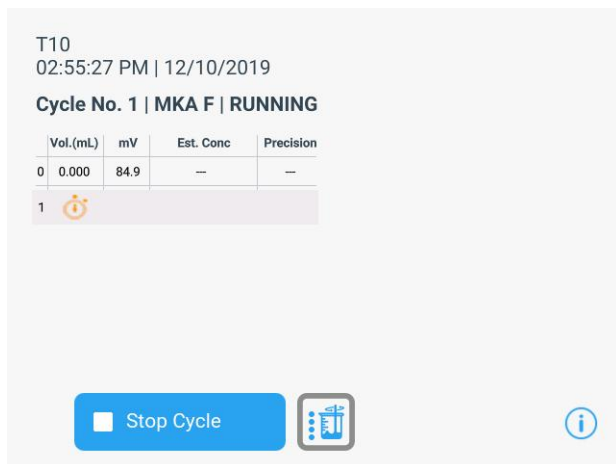 T10
02:55:27 PM | 12/10/2019
Cycle No. 1 | MKA F | RUNNING
Vol.(mL) mV Est. Conc Precision
0 0.000 84.9 --- ---
1
Stop Cycle
i